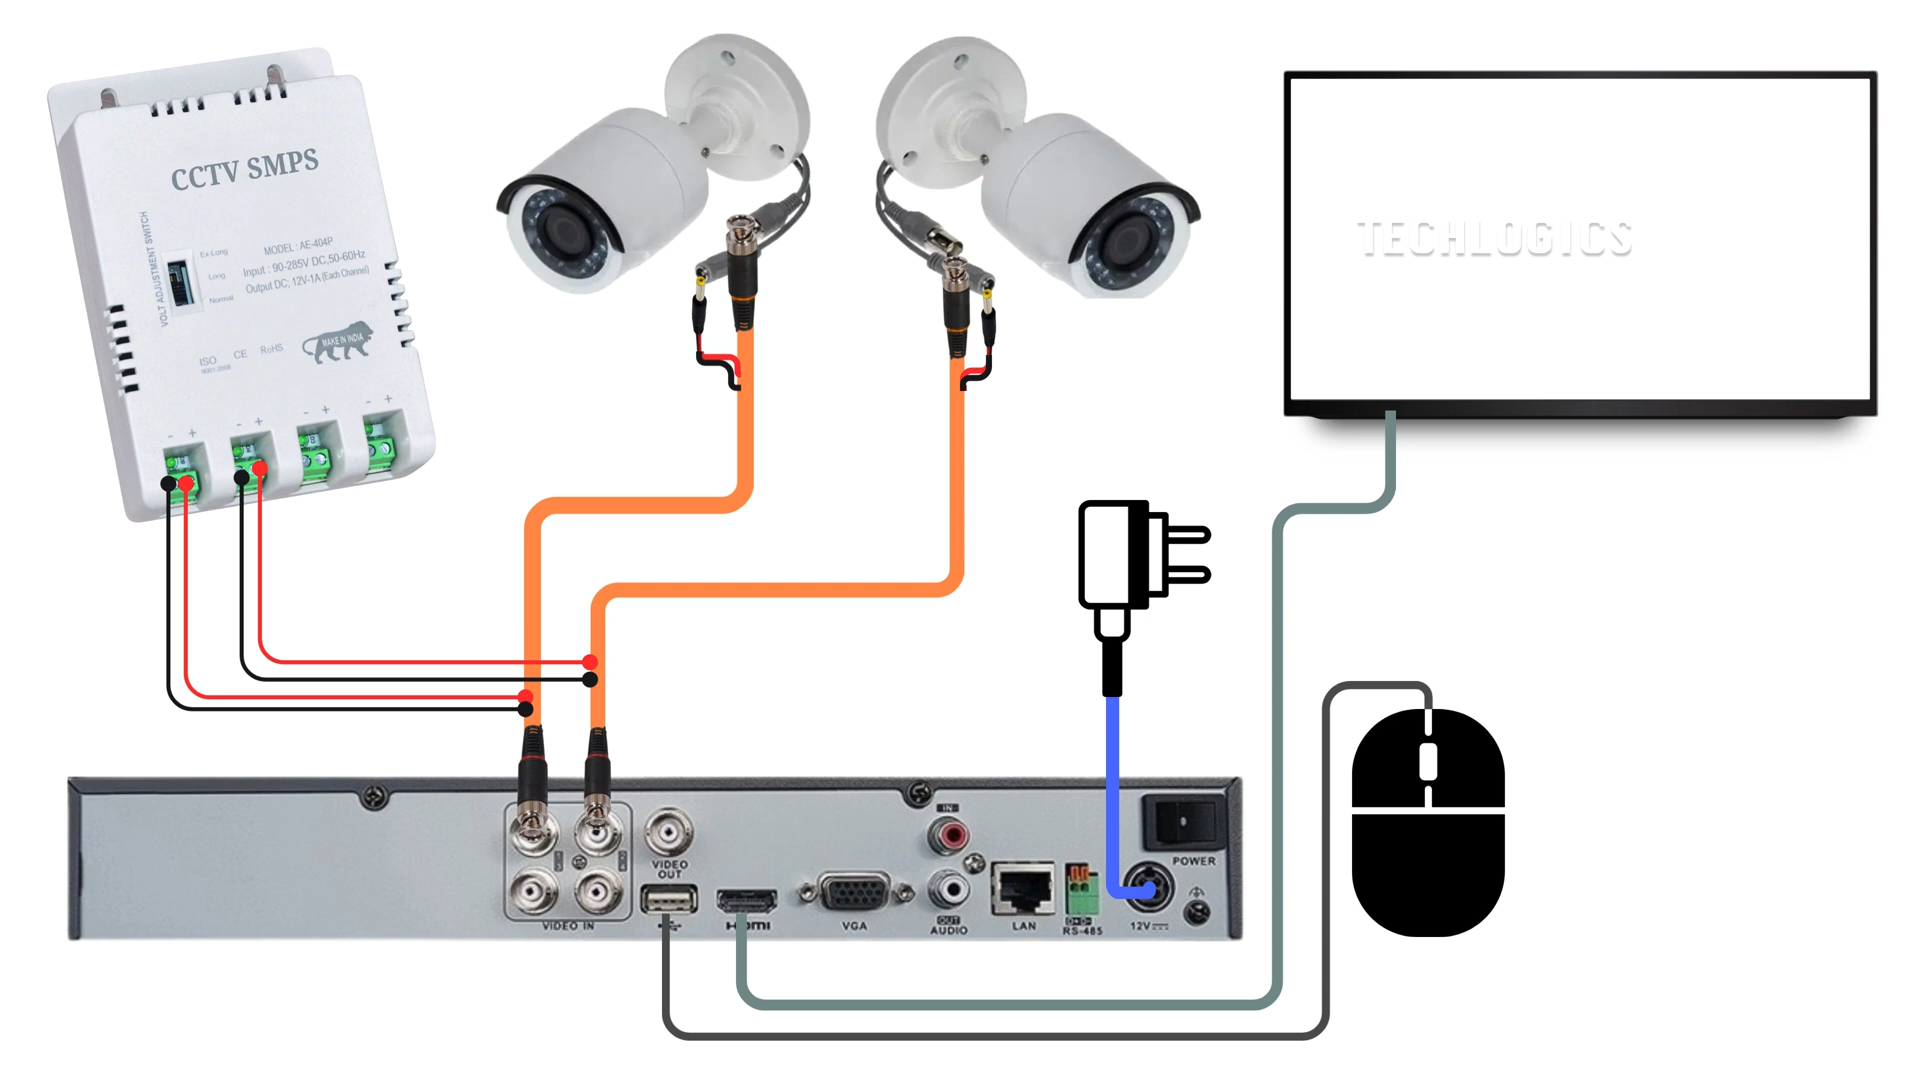 CCTV SMPS
VOLT ADJUSTMENT SWITCH
Ex-Long
Long
Normal
MODEL : AE-404P
Input : 90-285V DC,50-60Hz
Output DC; 12V-1A (Each Channel)
ISO
9001:2008
CE
RoHS
MAKE IN INDIA
- +
- +
- +
- +
TECHLOGICS
VIDEO IN
VIDEO
OUT
HDMI
VGA
IN
OUT
AUDIO
LAN
RS-485
12V
POWER